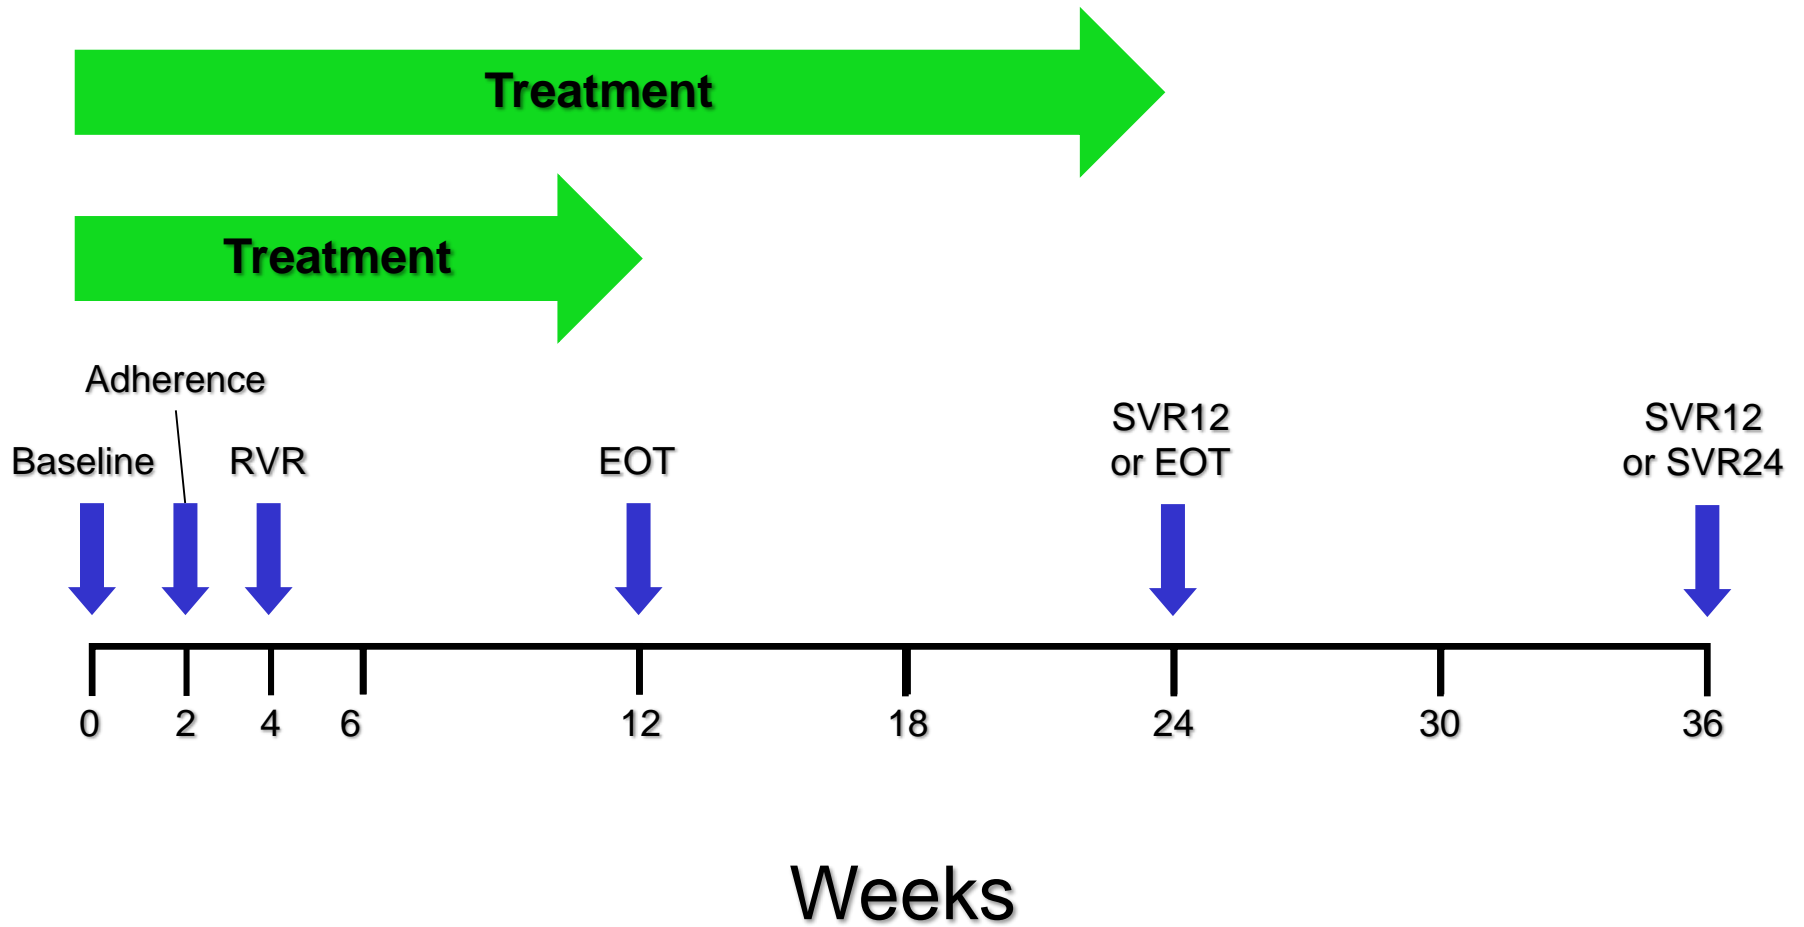 Treatment
Treatment
Adherence
Baseline
RVR
EOT
SVR12
or EOT
SVR12
or SVR24
0 2 4 6 12 18 24 30 36
Weeks